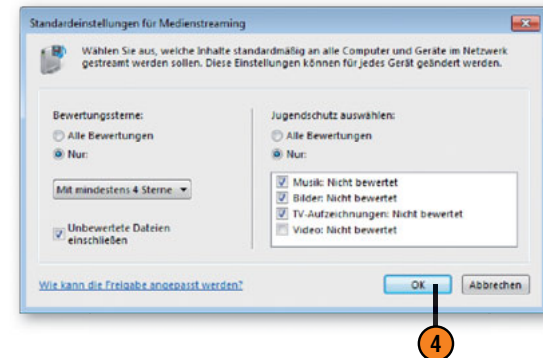 Standardeinstellungen für Medienstreaming
Wählen Sie aus, welche Inhalte standardmäßig an alle Computer und Geräte im Netzwerk
gestreamt werden sollen. Diese Einstellungen können für jedes Gerät geändert werden.
Bewertungssterne:
Alle Bewertungen
Nur:
Mit mindestens 4 Sterne
Unbewertete Dateien
einschließen
Jugendschutz auswählen:
Alle Bewertungen
Nur:
Musik: Nicht bewertet
Bilder: Nicht bewertet
TV-Aufzeichnungen: Nicht bewertet
Video: Nicht bewertet
Wie kann die Freigabe angepasst werden?
OK
Abbrechen
4